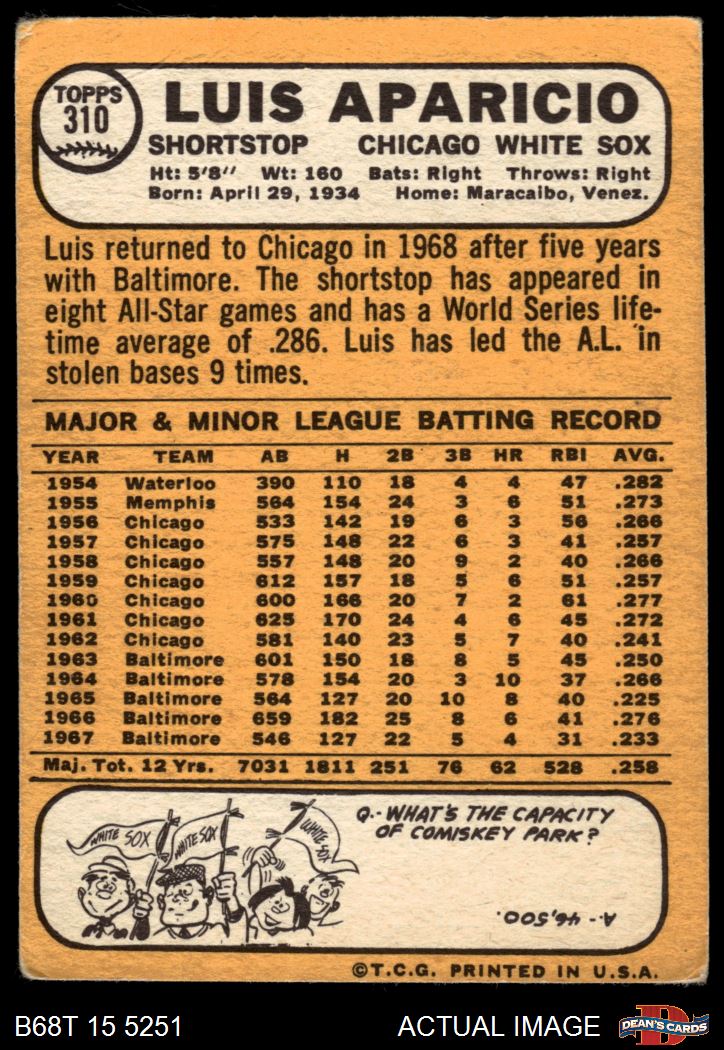 TOPPS
310
LUIS APARICIO
SHORTSTOP CHICAGO WHITE SOX
Ht: 5'8" Wt: 160 Bats: Right Throws: Right
Born: April 29, 1934 Home: Maracaibo, Venez.
Luis returned to Chicago in 1968 after five years
with Baltimore. The shortstop has appeared in
eight All-Star games and has a World Series life-
time average of .286. Luis has led the A.L. in
stolen bases 9 times.
MAJOR & MINOR LEAGUE BATTING RECORD
YEAR TEAM AB H 2B 3B HR RBI AVG.
1954 Waterloo 390 110 18 4 4 47 .282
1955 Memphis 564 154 24 3 6 51 .273
1956 Chicago 533 142 19 6 3 56 .266
1957 Chicago 575 148 22 6 3 41 .257
1958 Chicago 557 148 20 9 2 40 .266
1959 Chicago 612 157 18 5 6 51 .257
1960 Chicago 600 166 20 7 2 61 .277
1961 Chicago 625 170 24 4 6 45 .272
1962 Chicago 581 140 23 5 7 40 .241
1963 Baltimore 601 150 18 8 5 45 .250
1964 Baltimore 578 154 20 3 10 37 .266
1965 Baltimore 564 127 20 10 8 40 .225
1966 Baltimore 659 182 25 8 6 41 .276
1967 Baltimore 546 127 22 5 4 31 .233
Maj. Tot. 12 Yrs. 7031 1811 251 76 62 528 .258
WHITE SOX
WHITE SOX
WHITE SOX
Q.- WHAT'S THE CAPACITY
OF COMISKEY PARK?
A.- 46,500.
©T.C.G. PRINTED IN U.S.A.
B68T 15 5251 ACTUAL IMAGE
D
DEAN'S CARDS